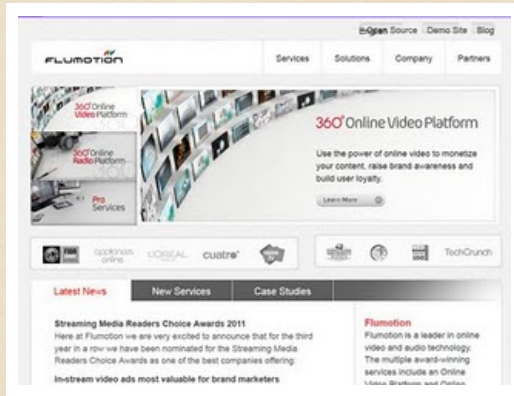 Open Source Demo Site Blog
FLUMOTION
Services Solutions Company Partners
360° Online
Video Platform
360° Online
Radio Platform
Pro
Services
360° Online Video Platform
Use the power of online video to monetize
your content, raise brand awareness and
build user loyalty.
Learn More
appliances
online
L'ORÉAL
cuatro
TechCrunch
Latest News New Services Case Studies
Streaming Media Readers Choice Awards 2011
Here at Flumotion we are very excited to announce that for the third
year in a row we have been nominated for the Streaming Media
Readers Choice Awards as one of the best companies offering:
In-stream video ads most valuable for brand marketers
Flumotion
Flumotion is a leader in online
video and audio technology.
The multiple award-winning
services include an Online
Video Platform and Online